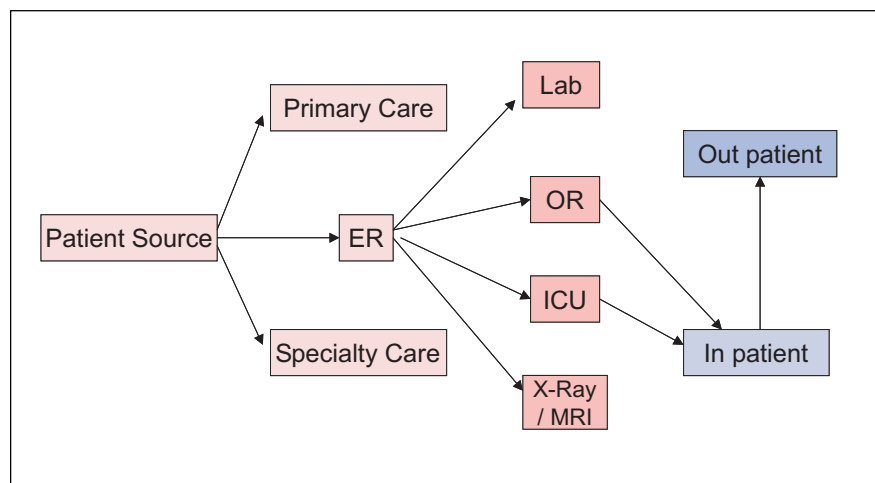 Lab
Primary Care
Out patient
OR
Patient Source
ER
ICU
Specialty Care
In patient
X-Ray
/ MRI